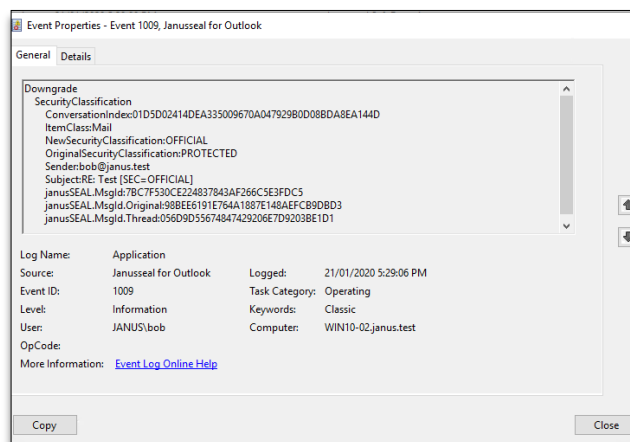 Event Properties - Event 1009, Janusseal for Outlook
General Details
Downgrade
SecurityClassification
ConversationIndex:01D5D02414DEA335009670A047929B0D08BDA8EA144D
ItemClass:Mail
NewSecurityClassification:OFFICIAL
OriginalSecurityClassification:PROTECTED
Sender:bob@janus.test
Subject:RE: Test [SEC=OFFICIAL]
janusSEAL.MsgId:7BC7F530CE224837843AF266C5E3FDC5
janusSEAL.MsgId.Original:98BEE6191E764A1887E148AEFCB9DBD3
janusSEAL.MsgId.Thread:056D9D55674847429206E7D9203BE1D1
Log Name: Application
Source: Janusseal for Outlook Logged: 21/01/2020 5:29:06 PM
Event ID: 1009 Task Category: Operating
Level: Information Keywords: Classic
User: JANUS\bob Computer: WIN10-02.janus.test
OpCode:
More Information: Event Log Online Help
Copy Close